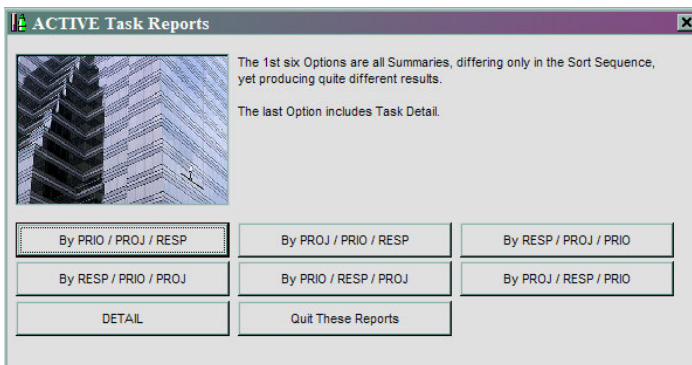 ACTIVE Task Reports
The 1st six Options are all Summaries, differing only in the Sort Sequence,
yet producing quite different results.
The last Option includes Task Detail.
By PRIO / PROJ / RESP
By PROJ / PRIO / RESP
By RESP / PROJ / PRIO
By RESP / PRIO / PROJ
By PRIO / RESP / PROJ
By PROJ / RESP / PRIO
DETAIL
Quit These Reports